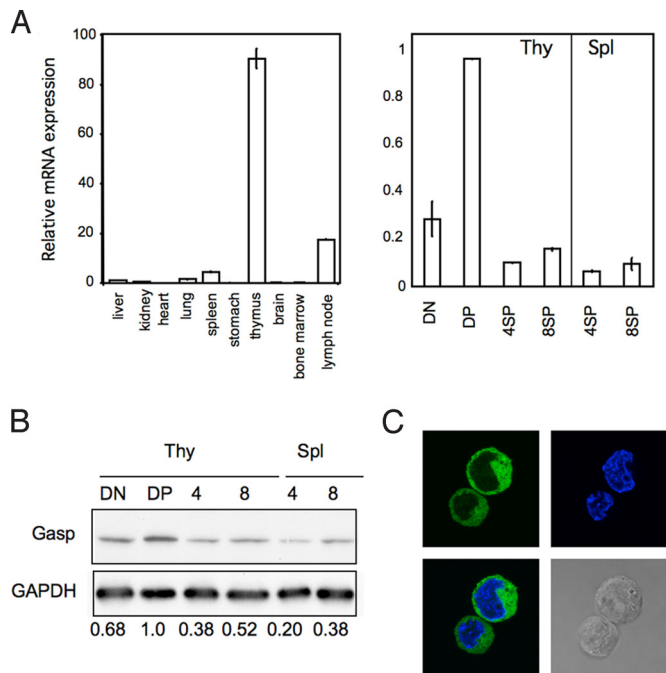 A
Relative mRNA expression
100
80
60
40
20
0
liver
kidney
heart
lung
spleen
stomach
thymus
brain
bone marrow
lymph node
Thy Spl
1
0.8
0.6
0.4
0.2
0
DN
DP
4SP
8SP
4SP
8SP
B
Thy Spl
DN DP 4 8 4 8
Gasp
GAPDH
0.68 1.0 0.38 0.52 0.20 0.38
C